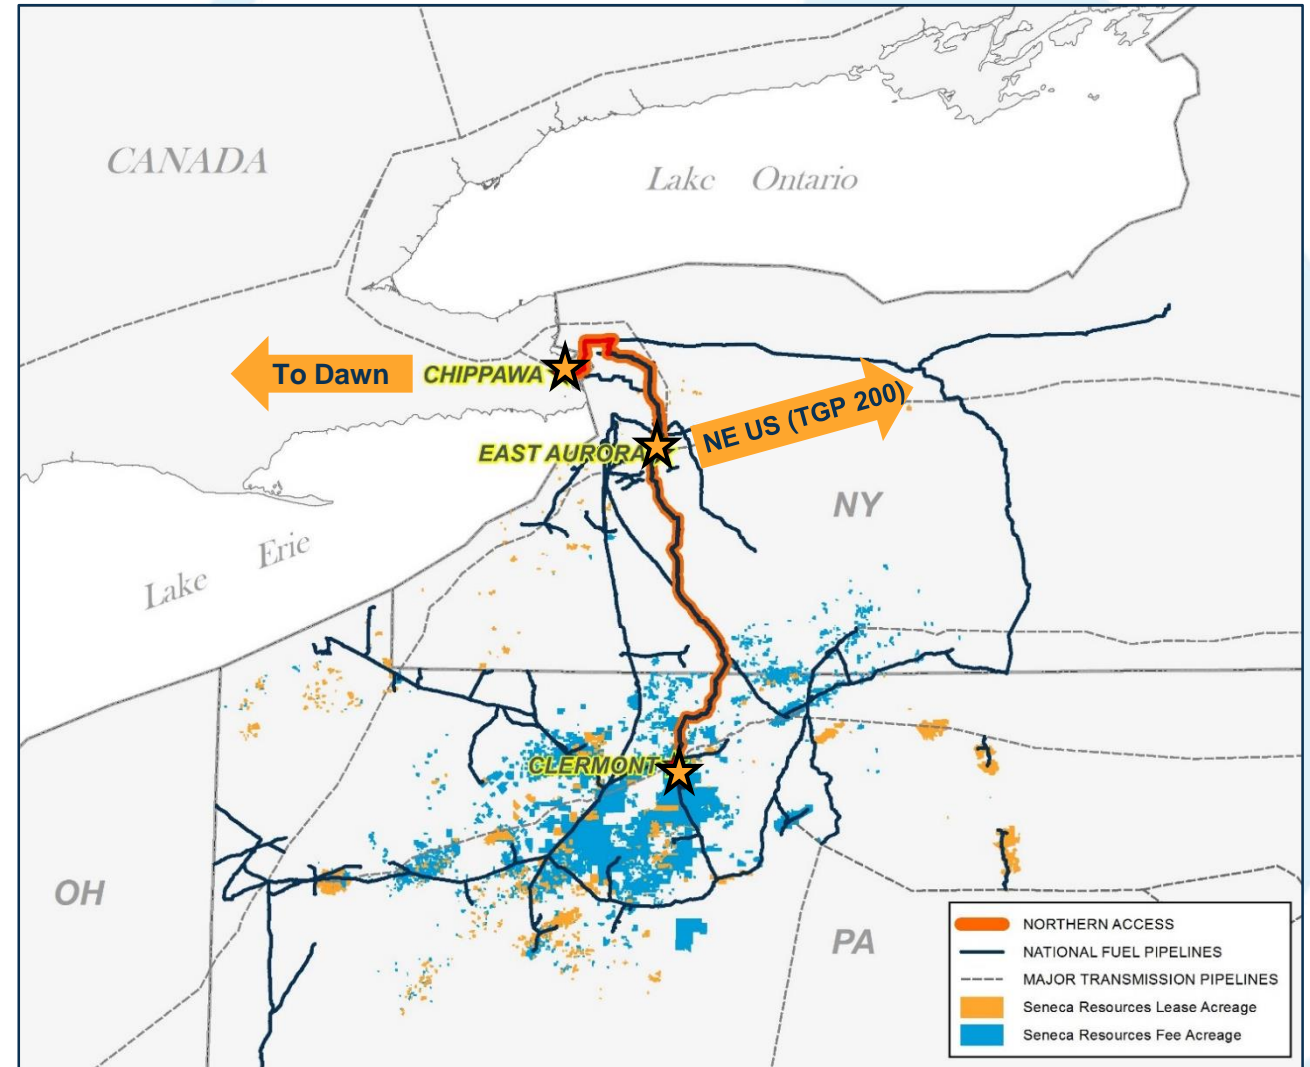 CANADA
Lake Ontario
To Dawn
CHIPPAWA
NE US (TGP 200)
EAST AURORA
NY
Lake Erie
CLERMONT
OH
PA
NORTHERN ACCESS
NATIONAL FUEL PIPELINES
MAJOR TRANSMISSION PIPELINES
Seneca Resources Lease Acreage
Seneca Resources Fee Acreage